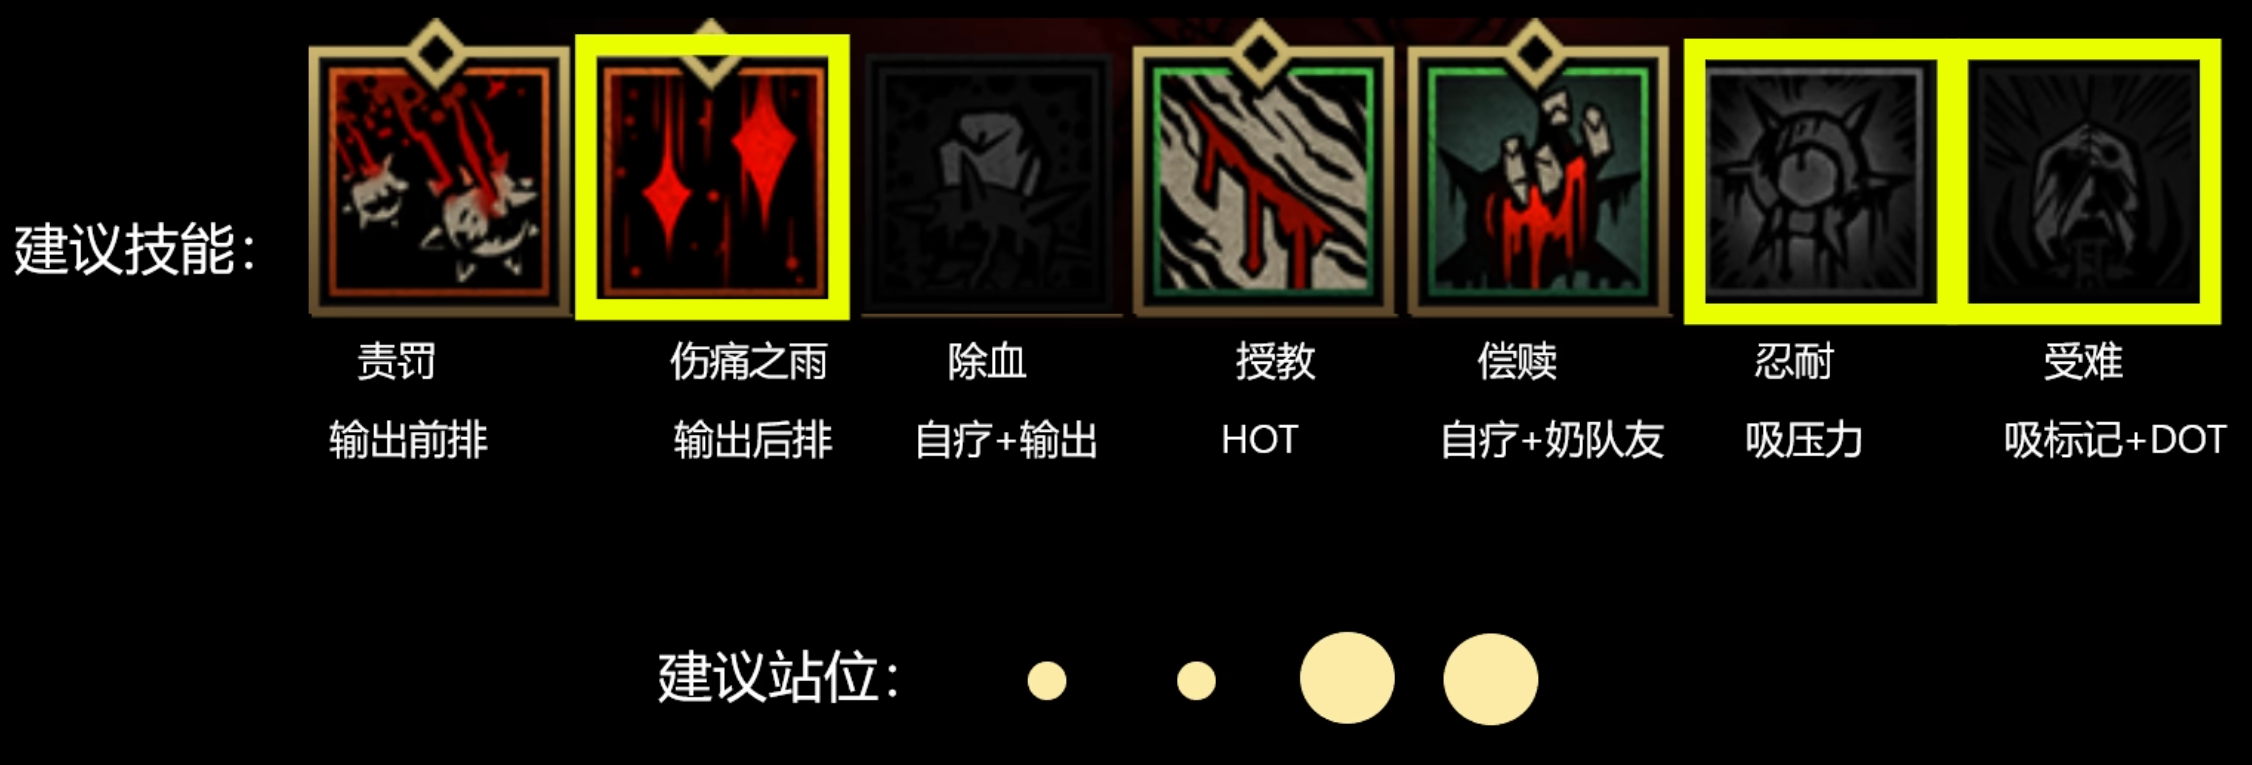 建议技能：
责罚 伤痛之雨 除血 授教 偿赎 忍耐 受难
输出前排 输出后排 自疗+输出 HOT 自疗+奶队友 吸压力 吸标记+DOT
建议站位：